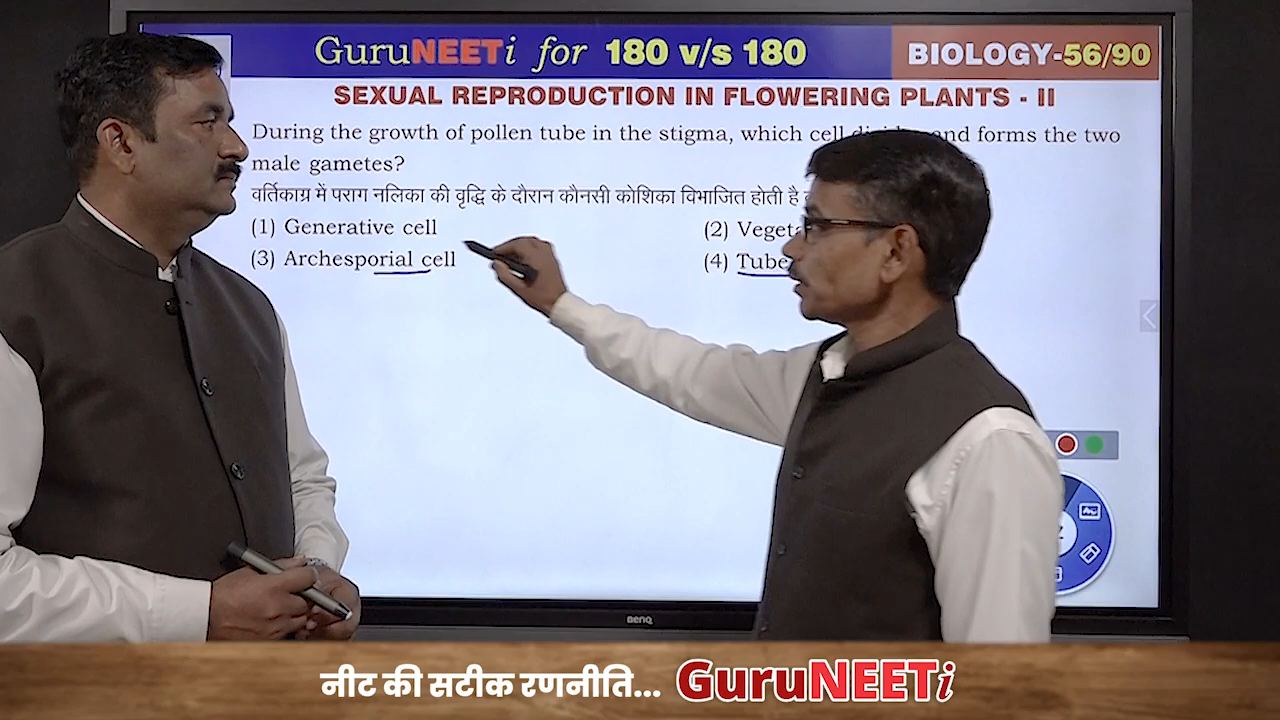 GuruNEETi for 180 v/s 180
BIOLOGY-56/90
SEXUAL REPRODUCTION IN FLOWERING PLANTS - II
During the growth of pollen tube in the stigma, which cell and forms the two
male gametes?
वर्तिकाग्र में पराग नलिका की वृद्धि के दौरान कौनसी कोशिका विभाजित होती है
(1) Generative cell
(2)
(3) Archesporial cell
(4) Tube
BenQ
नीट की सटीक रणनीति... GuruNEETi